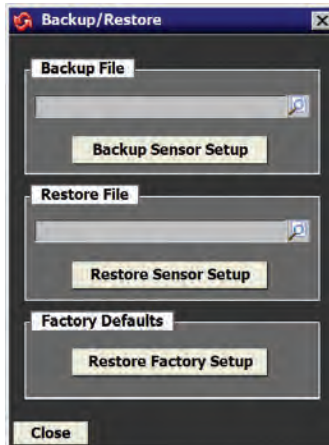 Backup/Restore
Backup File
Backup Sensor Setup
Restore File
Restore Sensor Setup
Factory Defaults
Restore Factory Setup
Close